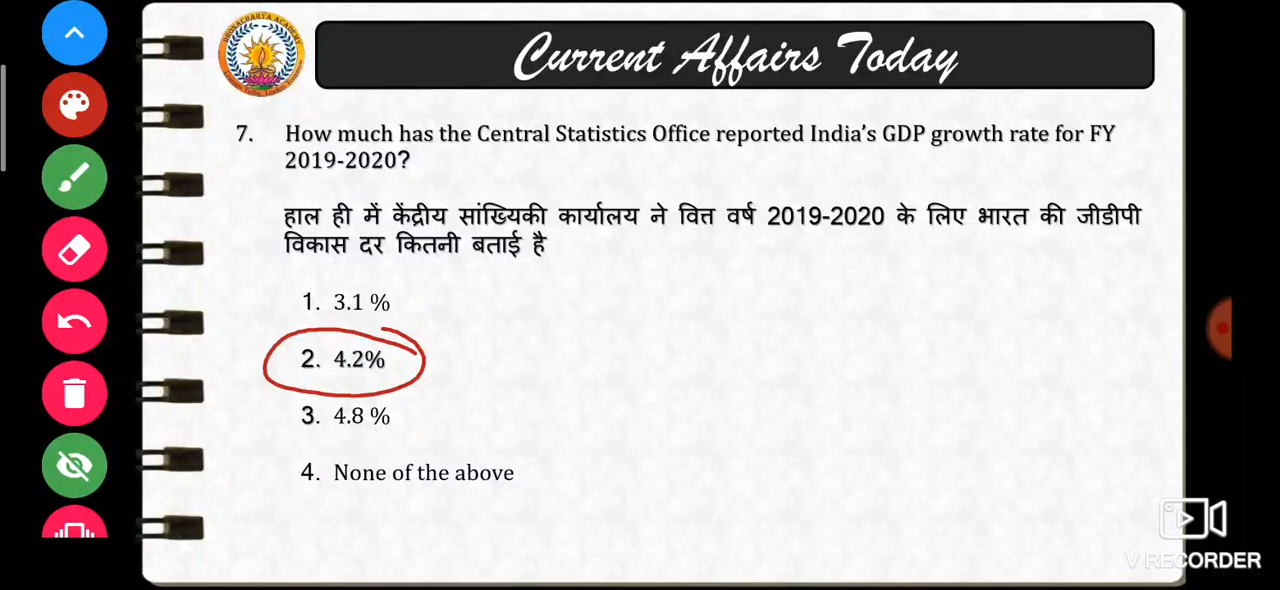 DRONACHARYA ACADEMY
Current Affairs Today
7. How much has the Central Statistics Office reported India's GDP growth rate for FY
2019-2020?
हाल ही में केंद्रीय सांख्यिकी कार्यालय ने वित्त वर्ष 2019-2020 के लिए भारत की जीडीपी
विकास दर कितनी बताई है
1. 3.1 %
2. 4.2%
3. 4.8 %
4. None of the above
V RECORDER